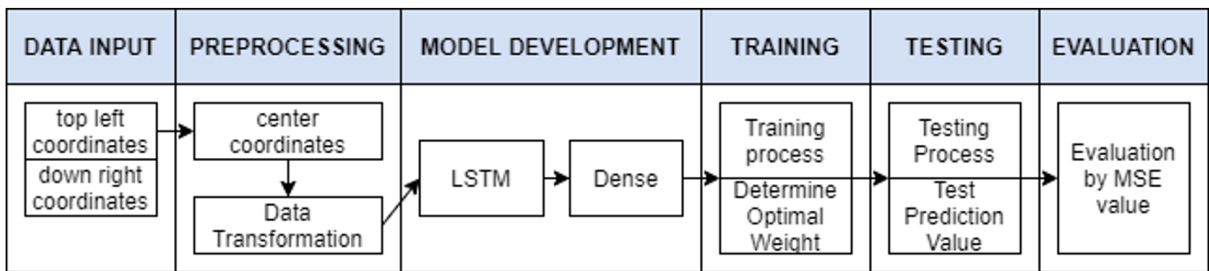 DATA INPUT
PREPROCESSING
MODEL DEVELOPMENT
TRAINING
TESTING
EVALUATION
top left
coordinates
down right
coordinates
center
coordinates
Data
Transformation
LSTM
Dense
Training
process
Determine
Optimal
Weight
Testing
Process
Test
Prediction
Value
Evaluation
by MSE
value